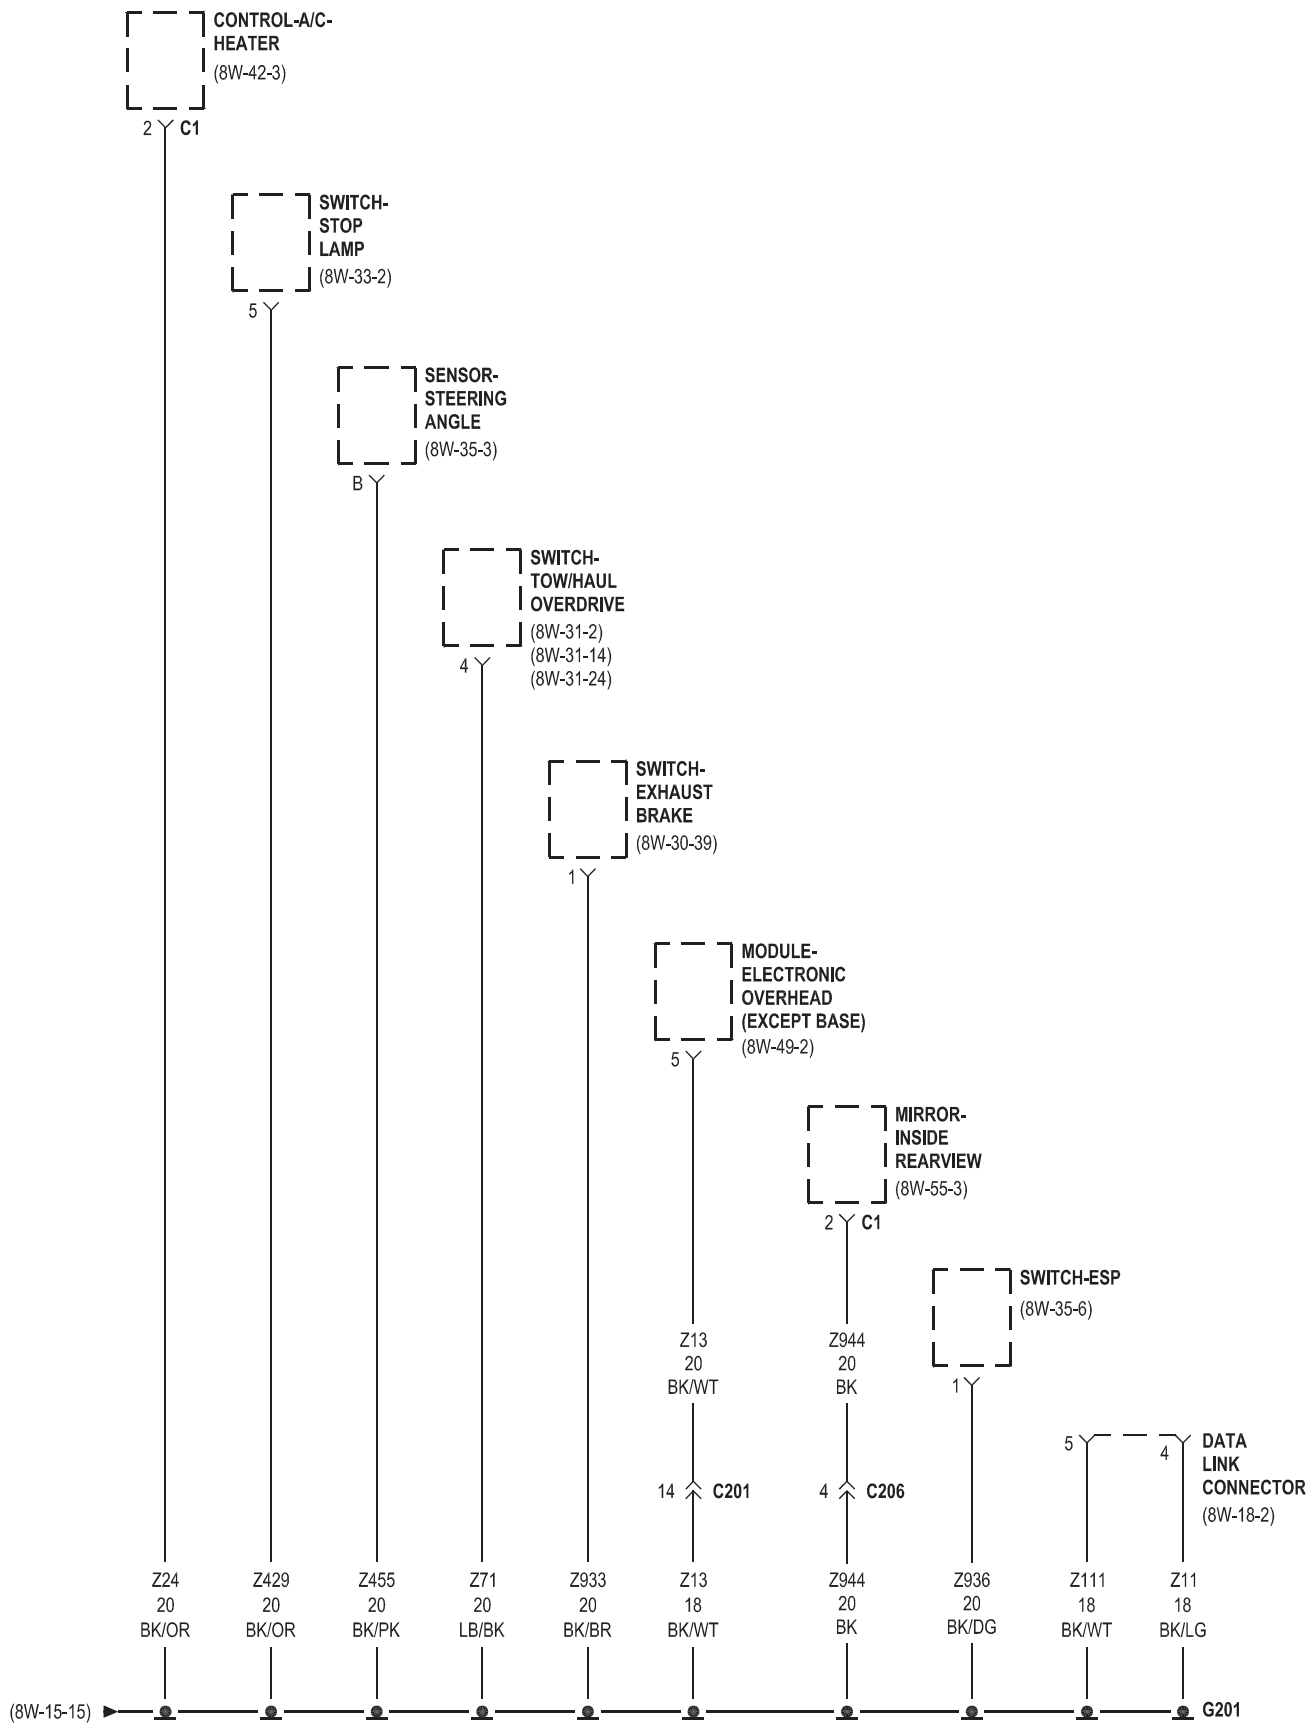 CONTROL-A/C-
HEATER
(8W-42-3)
2 C1
SWITCH-
STOP
LAMP
(8W-33-2)
5
SENSOR-
STEERING
ANGLE
(8W-35-3)
B
SWITCH-
TOW/HAUL
OVERDRIVE
(8W-31-2)
(8W-31-14)
(8W-31-24)
4
SWITCH-
EXHAUST
BRAKE
(8W-30-39)
1
MODULE-
ELECTRONIC
OVERHEAD
(EXCEPT BASE)
(8W-49-2)
5
MIRROR-
INSIDE
REARVIEW
(8W-55-3)
2 C1
SWITCH-ESP
(8W-35-6)
1
Z13
20
BK/WT
Z944
20
BK
DATA
LINK
CONNECTOR
(8W-18-2)
5
4
14 C201
4 C206
Z24
20
BK/OR
Z429
20
BK/OR
Z455
20
BK/PK
Z71
20
LB/BK
Z933
20
BK/BR
Z13
18
BK/WT
Z944
20
BK
Z936
20
BK/DG
Z111
18
BK/WT
Z11
18
BK/LG
(8W-15-15)
G201